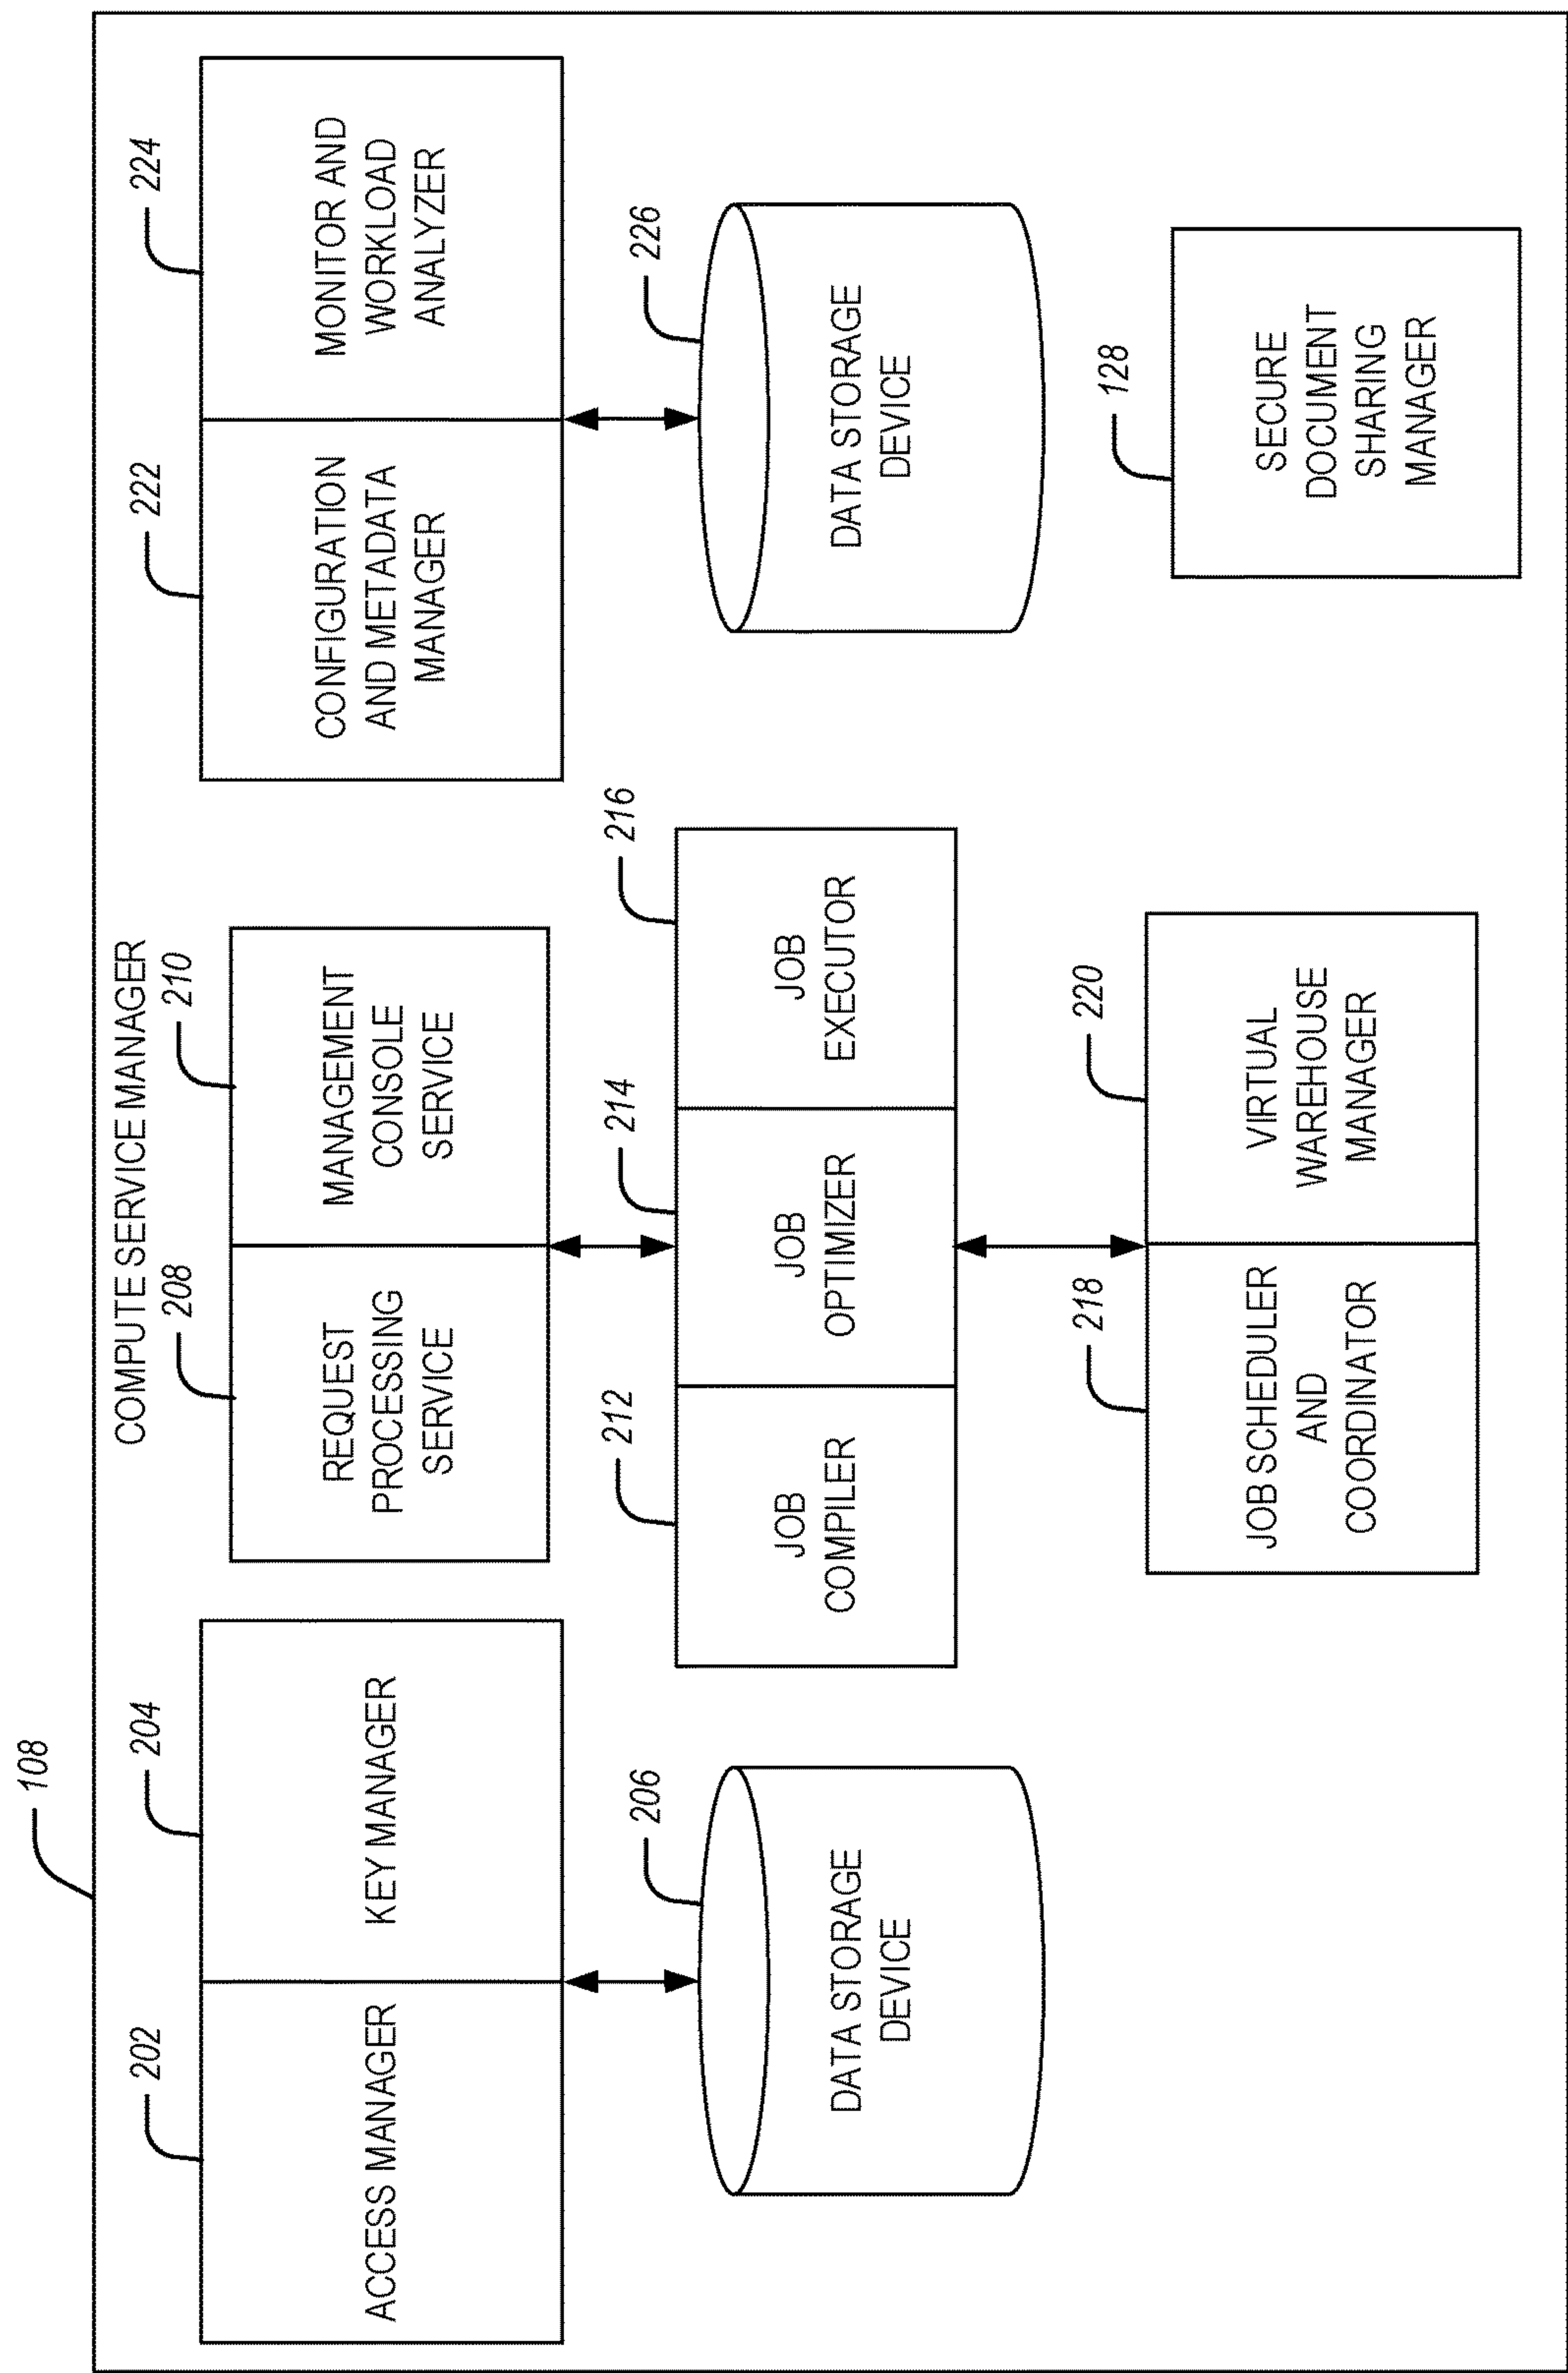 108
COMPUTE SERVICE MANAGER
202
204
ACCESS MANAGER
KEY MANAGER
206
DATA STORAGE
DEVICE
208
210
REQUEST
PROCESSING
SERVICE
MANAGEMENT
CONSOLE
SERVICE
212
214
216
JOB
COMPILER
JOB
OPTIMIZER
JOB
EXECUTOR
218
220
JOB SCHEDULER
AND
COORDINATOR
VIRTUAL
WAREHOUSE
MANAGER
222
224
CONFIGURATION
AND METADATA
MANAGER
MONITOR AND
WORKLOAD
ANALYZER
226
DATA STORAGE
DEVICE
128
SECURE
DOCUMENT
SHARING
MANAGER